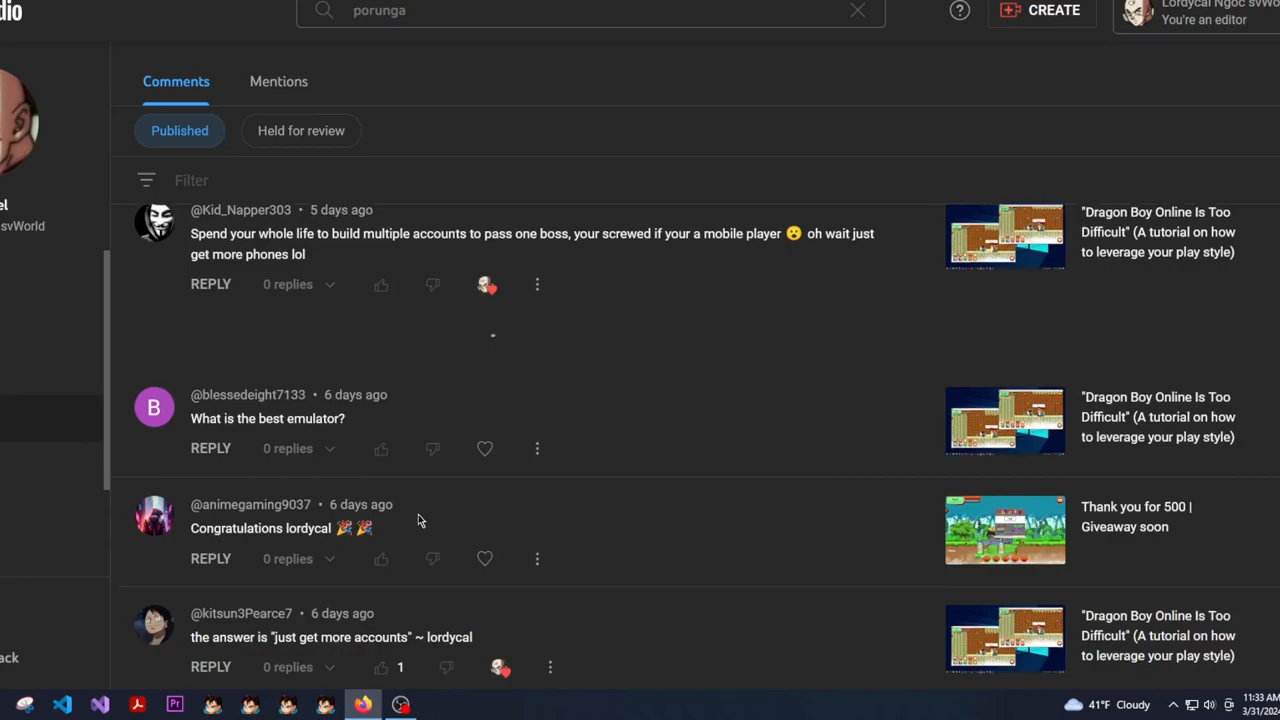 dio
porunga
CREATE
Lordycal Ngoc svWorl
You're an editor
Comments
Mentions
Published
Held for review
Filter
el
svWorld
@Kid_Napper303 • 5 days ago
Spend your whole life to build multiple accounts to pass one boss, your screwed if your a mobile player 😮 oh wait just
get more phones lol
REPLY
0 replies
"Dragon Boy Online Is Too
Difficult" (A tutorial on how
to leverage your play style)
B
@blessedeight7133 • 6 days ago
What is the best emulator?
REPLY
0 replies
"Dragon Boy Online Is Too
Difficult" (A tutorial on how
to leverage your play style)
@animegaming9037 • 6 days ago
Congratulations lordycal 🎉 🎉
REPLY
0 replies
Thank you for 500 |
Giveaway soon
@kitsun3Pearce7 • 6 days ago
the answer is "just get more accounts" ~ lordycal
REPLY
0 replies
1
"Dragon Boy Online Is Too
Difficult" (A tutorial on how
to leverage your play style)
ack
Pr
41°F Cloudy
11:33 AM
3/31/202